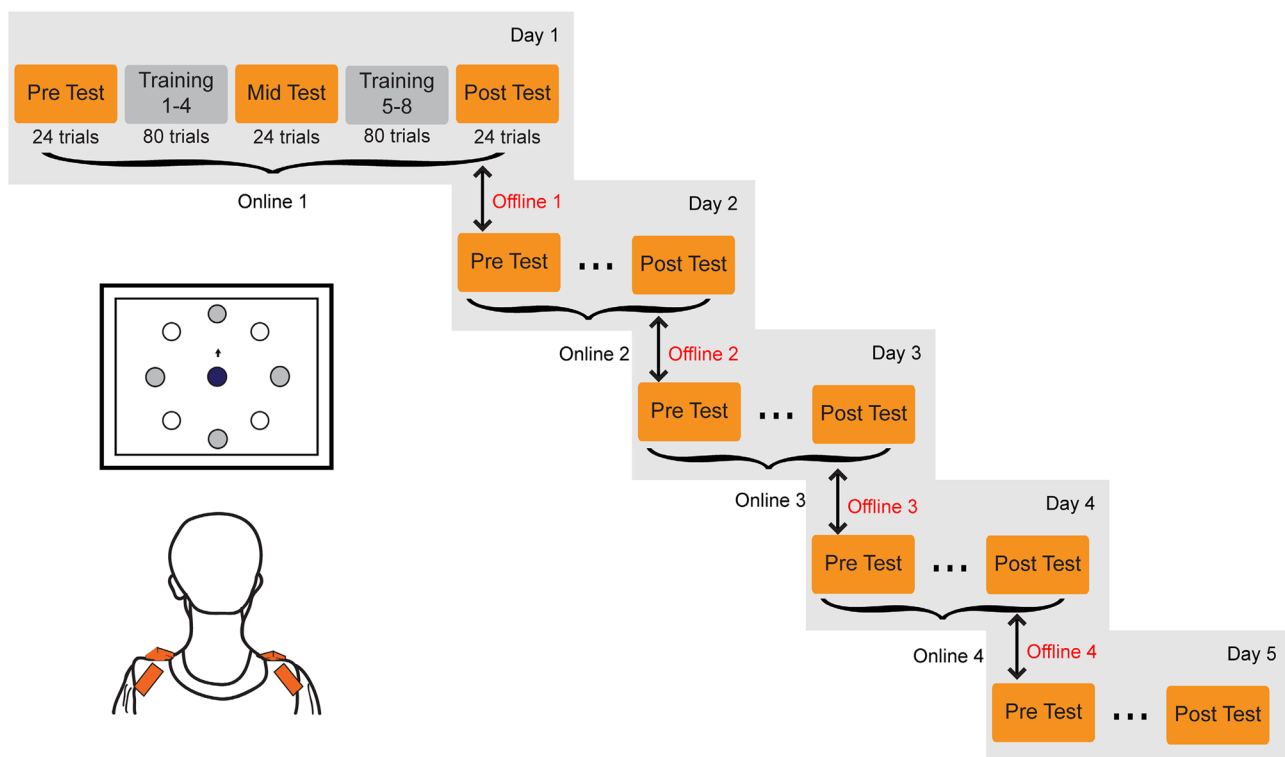 Day 1
Pre Test
Training
1-4
Mid Test
Training
5-8
Post Test
24 trials
80 trials
24 trials
80 trials
24 trials
Online 1
Offline 1
Day 2
Pre Test
...
Post Test
Online 2
Offline 2
Day 3
Pre Test
...
Post Test
Online 3
Offline 3
Day 4
Pre Test
...
Post Test
Online 4
Offline 4
Day 5
Pre Test
...
Post Test